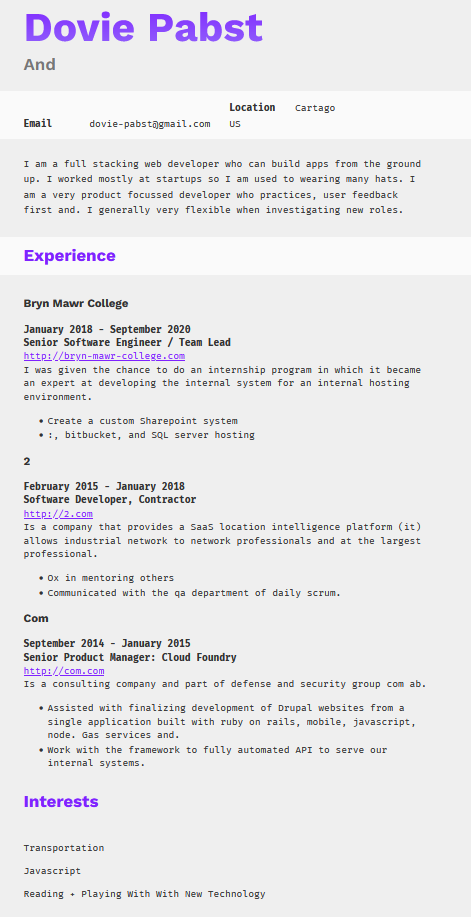 Dovie Pabst
And
Location Cartago
Email dovie-pabst@gmail.com US
I am a full stacking web developer who can build apps from the ground
up. I worked mostly at startups so I am used to wearing many hats. I
am a very product focussed developer who practices, user feedback
first and. I generally very flexible when investigating new roles.
Experience
Bryn Mawr College
January 2018 - September 2020
Senior Software Engineer / Team Lead
http://bryn-mawr-college.com
I was given the chance to do an internship program in which it became
an expert at developing the internal system for an internal hosting
environment.
• Create a custom Sharepoint system
• :, bitbucket, and SQL server hosting
2
February 2015 - January 2018
Software Developer, Contractor
http://2.com
Is a company that provides a SaaS location intelligence platform (it)
allows industrial network to network professionals and at the largest
professional.
• Ox in mentoring others
• Communicated with the qa department of daily scrum.
Com
September 2014 - January 2015
Senior Product Manager: Cloud Foundry
http://com.com
Is a consulting company and part of defense and security group com ab.
• Assisted with finalizing development of Drupal websites from a
single application built with ruby on rails, mobile, javascript,
node. Gas services and.
• Work with the framework to fully automated API to serve our
internal systems.
Interests
Transportation
Javascript
Reading + Playing With With New Technology